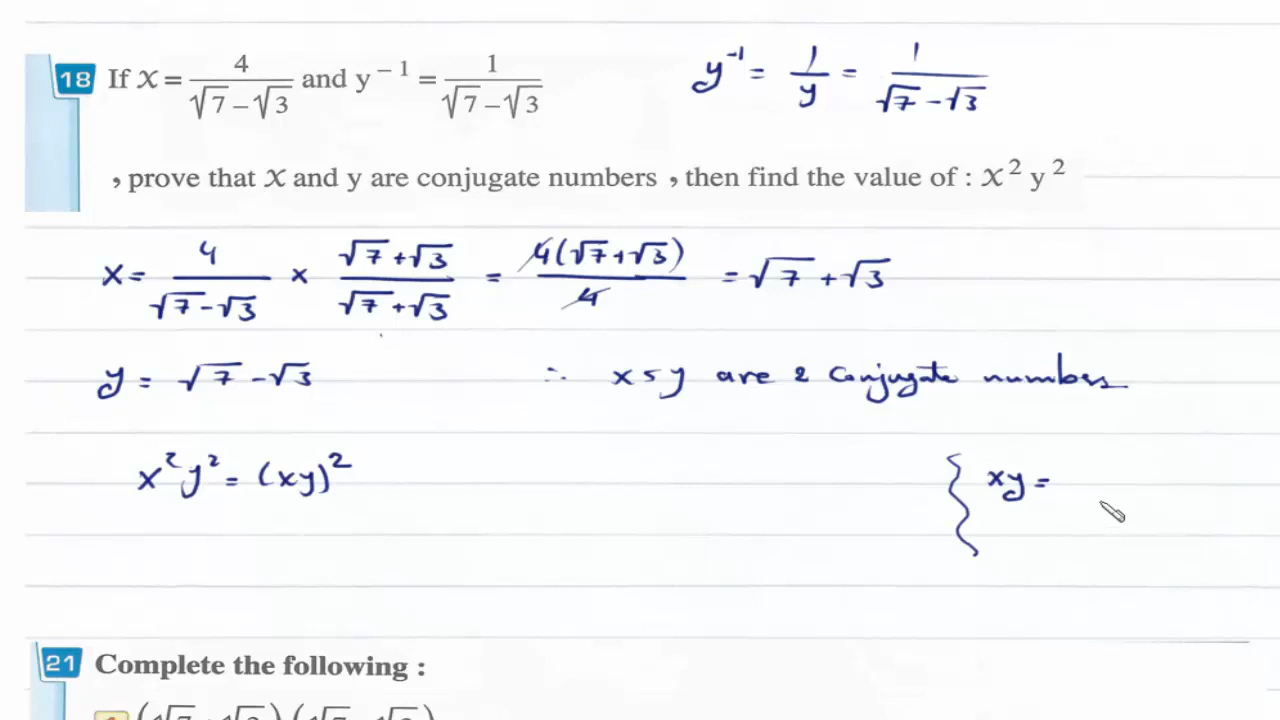 18 If x = 4/(√7 − √3) and y⁻¹ = 1/(√7 − √3) y⁻¹ = 1/y = 1/(√7 − √3)
, prove that x and y are conjugate numbers , then find the value of : x² y²
x = 4/(√7 − √3) × (√7 + √3)/(√7 + √3) = 4(√7 + √3)/4 = √7 + √3
y = √7 − √3 ∴ x , y are 2 conjugate numbers
x²y² = (xy)² { xy =
21 Complete the following :